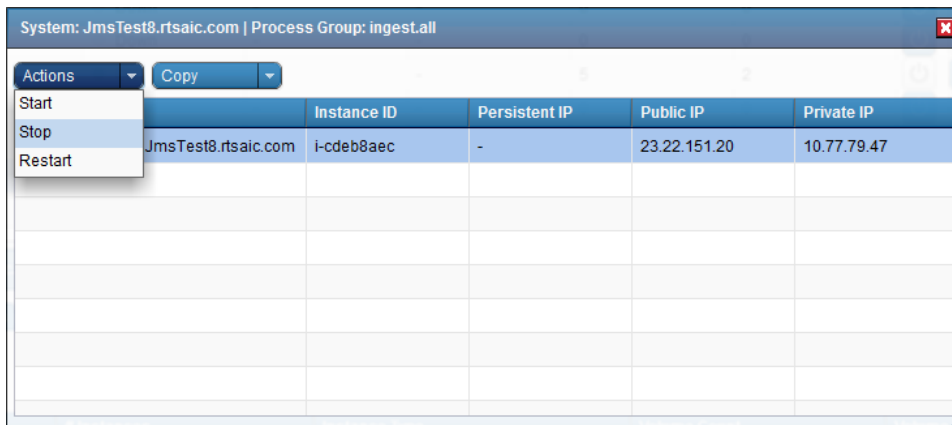 System: JmsTest8.rtsaic.com | Process Group: ingest.all
Actions Copy
Start
Stop
Restart
Instance ID Persistent IP Public IP Private IP
JmsTest8.rtsaic.com i-cdeb8aec - 23.22.151.20 10.77.79.47